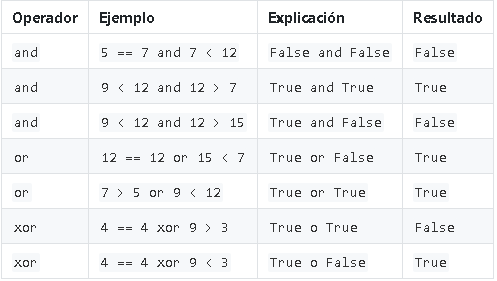 Operador Ejemplo Explicación Resultado
and 5 == 7 and 7 < 12 False and False False
and 9 < 12 and 12 > 7 True and True True
and 9 < 12 and 12 > 15 True and False False
or 12 == 12 or 15 < 7 True or False True
or 7 > 5 or 9 < 12 True or True True
xor 4 == 4 xor 9 > 3 True o True False
xor 4 == 4 xor 9 < 3 True o False True